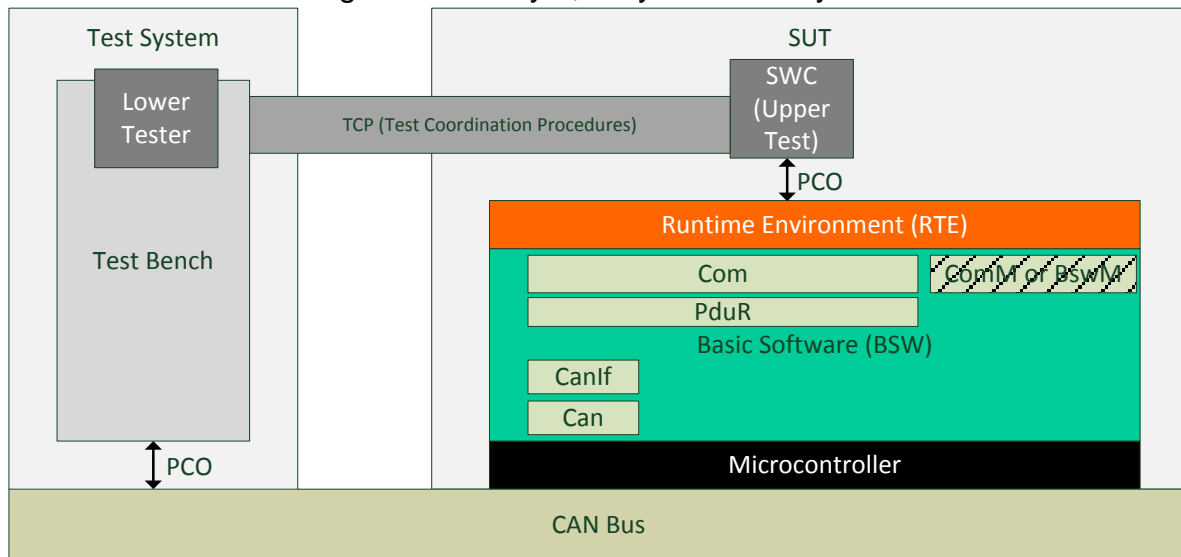 Test System
SUT
Lower
Tester
TCP (Test Coordination Procedures)
SWC
(Upper
Test)
PCO
Runtime Environment (RTE)
Test Bench
Com
ComM or BswM
PduR
Basic Software (BSW)
CanIf
Can
PCO
Microcontroller
CAN Bus